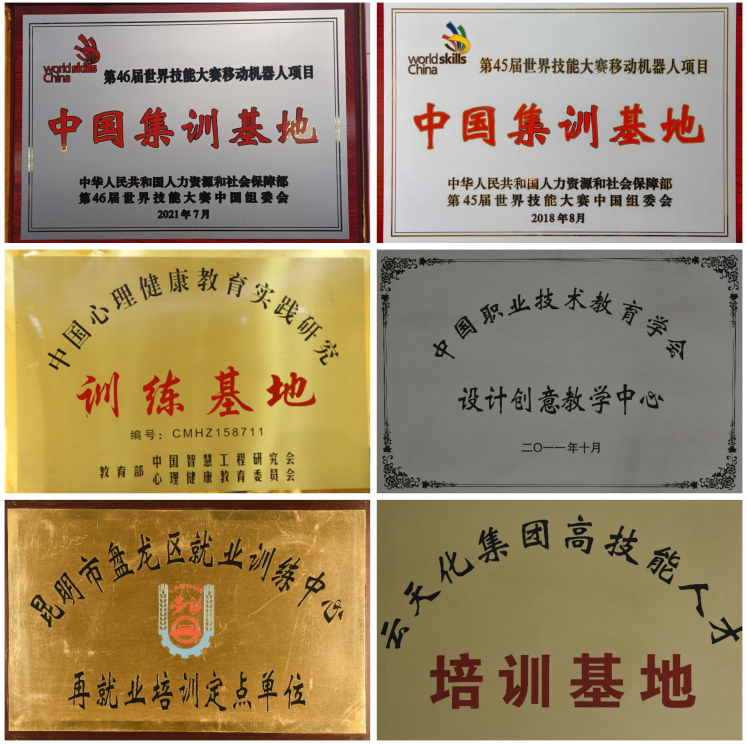 worldskills
China
第46届世界技能大赛移动机器人项目
中国集训基地
中华人民共和国人力资源和社会保障部
第46届世界技能大赛中国组委会
2021年7月
worldskills
China
第45届世界技能大赛移动机器人项目
中国集训基地
中华人民共和国人力资源和社会保障部
第45届世界技能大赛中国组委会
2018年8月
中国心理健康教育实践研究
训练基地
编号：CMHZ158711
教育部 中国智慧工程研究会
心理健康教育委员会
中国职业技术教育学会
设计创意教学中心
二〇一一年十月
昆明市盘龙区就业训练中心
再就业培训定点单位
云天化集团高技能人才
培训基地